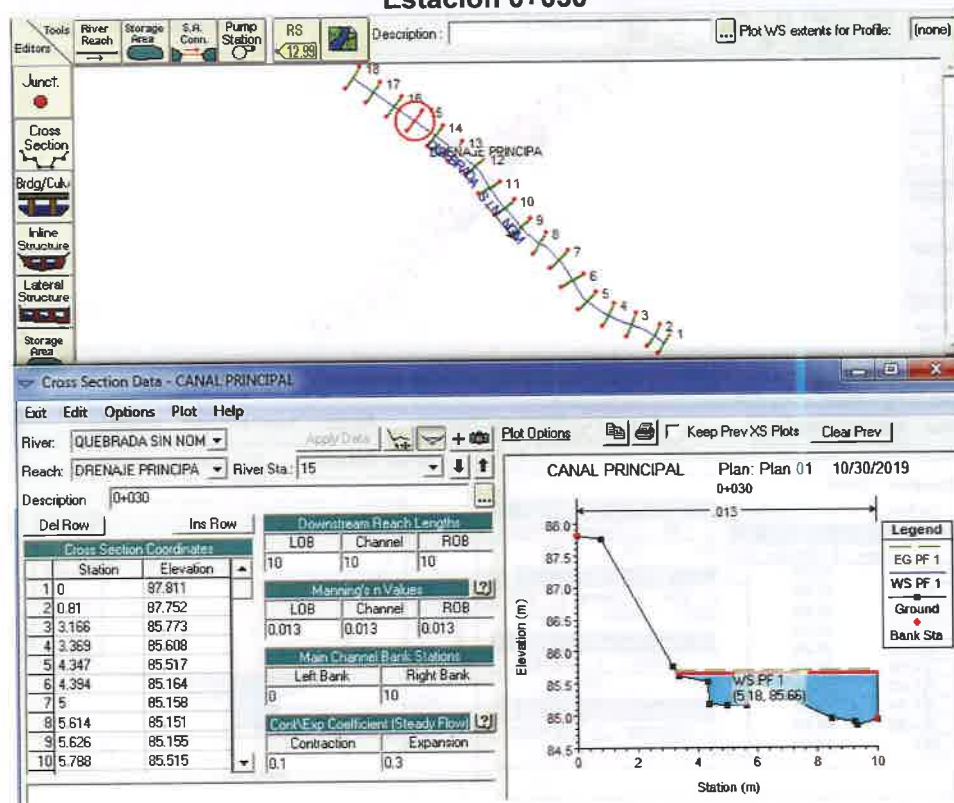 Estación 0+030
Tools
Editors
River Reach
Storage Area
S.A. Conn.
Pump Station
RS
12.99
Description :
...
Plot WS extents for Profile:
(none)
Junct.
Cross Section
Brdg/Culv
Inline Structure
Lateral Structure
Storage Area
18
17
16
15
14
13
DRENAJE PRINCIPA
12
QUEBRADA SIN NOM
11
10
9
8
7
6
5
4
3
2
1
Cross Section Data - CANAL PRINCIPAL
Exit Edit Options Plot Help
River: QUEBRADA SIN NOM
Apply Data
Plot Options
Keep Prev XS Plots
Clear Prev
Reach: DRENAJE PRINCIPA
River Sta.: 15
Description 0+030
...
Del Row
Ins Row
Cross Section Coordinates
Station Elevation
1 0 87.811
2 0.81 87.752
3 3.166 85.773
4 3.369 85.608
5 4.347 85.517
6 4.394 85.164
7 5 85.158
8 5.614 85.151
9 5.626 85.155
10 5.788 85.515
Downstream Reach Lengths
LOB Channel ROB
10 10 10
Manning's n Values
LOB Channel ROB
0.013 0.013 0.013
Main Channel Bank Stations
Left Bank Right Bank
0 10
Cont\Exp Coefficient (Steady Flow)
Contraction Expansion
0.1 0.3
CANAL PRINCIPAL Plan: Plan 01 10/30/2019
0+030
.013
88.0
87.5
87.0
86.5
86.0
85.5
85.0
84.5
Elevation (m)
WS PF 1
(5.18, 85.66)
0 2 4 6 8 10
Station (m)
Legend
EG PF 1
WS PF 1
Ground
Bank Sta